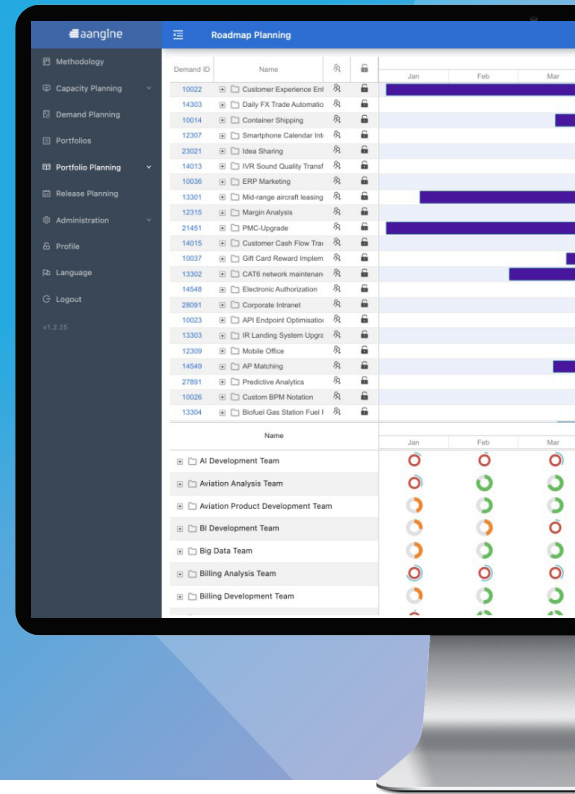 aangine
Roadmap Planning
Methodology
Capacity Planning
Demand Planning
Portfolios
Portfolio Planning
Release Planning
Administration
Profile
Language
Logout
v1.2.25
Demand ID Name Jan Feb Mar
10022 Customer Experience Enl
14303 Daily FX Trade Automatio
10014 Container Shipping
12307 Smartphone Calendar Int
23021 Idea Sharing
14013 IVR Sound Quality Transf
10036 ERP Marketing
13301 Mid-range aircraft leasing
12315 Margin Analysis
21451 PMC-Upgrade
14015 Customer Cash Flow Tra
10037 Gift Card Reward Implem
13302 CAT6 network maintenan
14548 Electronic Authorization
28091 Corporate Intranet
10023 API Endpoint Optimisatio
13303 IR Landing System Upgra
12309 Mobile Office
14549 AP Matching
27891 Predictive Analytics
10026 Custom BPM Notation
13304 Biofuel Gas Station Fuel
Name Jan Feb Mar
AI Development Team
Aviation Analysis Team
Aviation Product Development Team
BI Development Team
Big Data Team
Billing Analysis Team
Billing Development Team